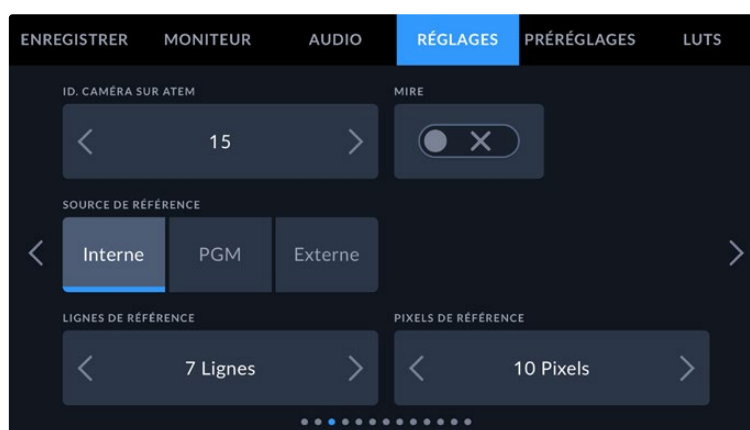 ENREGISTRER MONITEUR AUDIO RÉGLAGES PRÉRÉGLAGES LUTS
ID. CAMÉRA SUR ATEM MIRE
15
SOURCE DE RÉFÉRENCE
Interne PGM Externe
LIGNES DE RÉFÉRENCE PIXELS DE RÉFÉRENCE
7 Lignes 10 Pixels